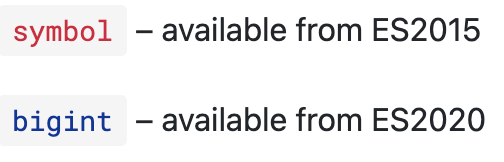 symbol – available from ES2015
bigint – available from ES2020